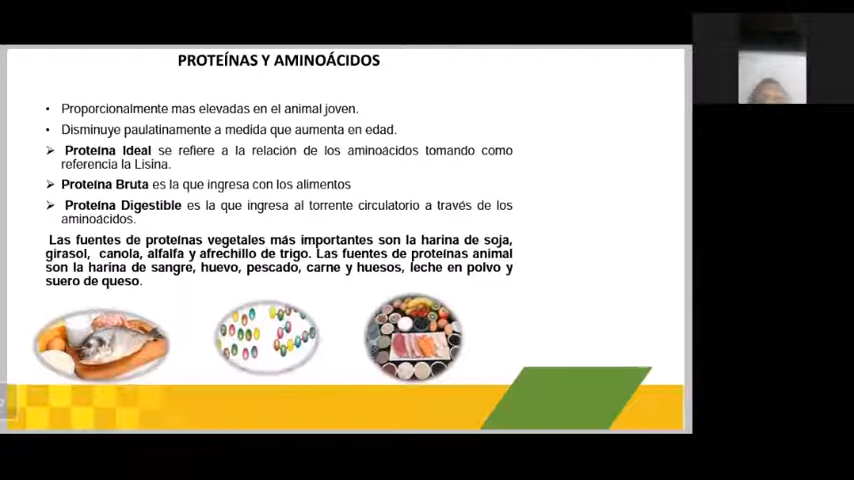 PROTEÍNAS Y AMINOÁCIDOS
• Proporcionalmente mas elevadas en el animal joven.
• Disminuye paulatinamente a medida que aumenta en edad.
➢ Proteína Ideal se refiere a la relación de los aminoácidos tomando como
referencia la Lisina.
➢ Proteína Bruta es la que ingresa con los alimentos
➢ Proteína Digestible es la que ingresa al torrente circulatorio a través de los
aminoácidos.
Las fuentes de proteínas vegetales más importantes son la harina de soja,
girasol, canola, alfalfa y afrechillo de trigo. Las fuentes de proteínas animal
son la harina de sangre, huevo, pescado, carne y huesos, leche en polvo y
suero de queso.